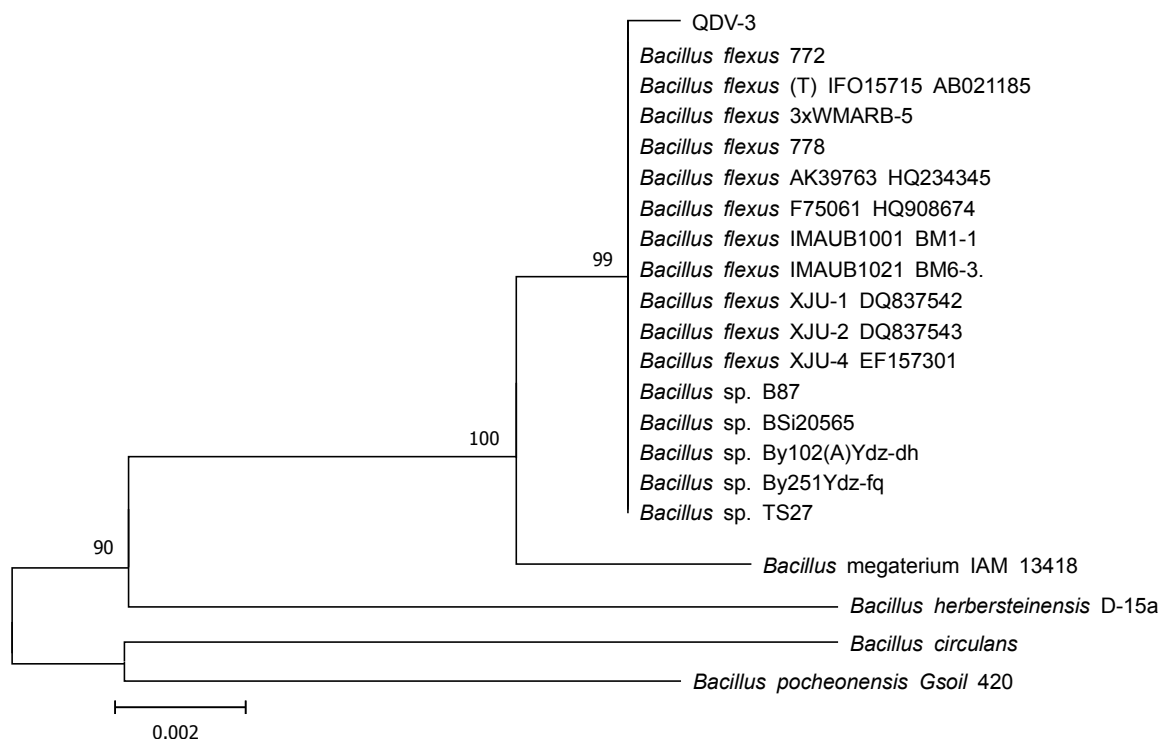 QDV-3
Bacillus flexus 772
Bacillus flexus (T) IFO15715 AB021185
Bacillus flexus 3xWMARB-5
Bacillus flexus 778
Bacillus flexus AK39763 HQ234345
Bacillus flexus F75061 HQ908674
Bacillus flexus IMAUB1001 BM1-1
99
Bacillus flexus IMAUB1021 BM6-3.
Bacillus flexus XJU-1 DQ837542
Bacillus flexus XJU-2 DQ837543
Bacillus flexus XJU-4 EF157301
Bacillus sp. B87
Bacillus sp. BSi20565
100
Bacillus sp. By102(A)Ydz-dh
Bacillus sp. By251Ydz-fq
Bacillus sp. TS27
90
Bacillus megaterium IAM 13418
Bacillus herbersteinensis D-15a
Bacillus circulans
Bacillus pocheonensis Gsoil 420
0.002